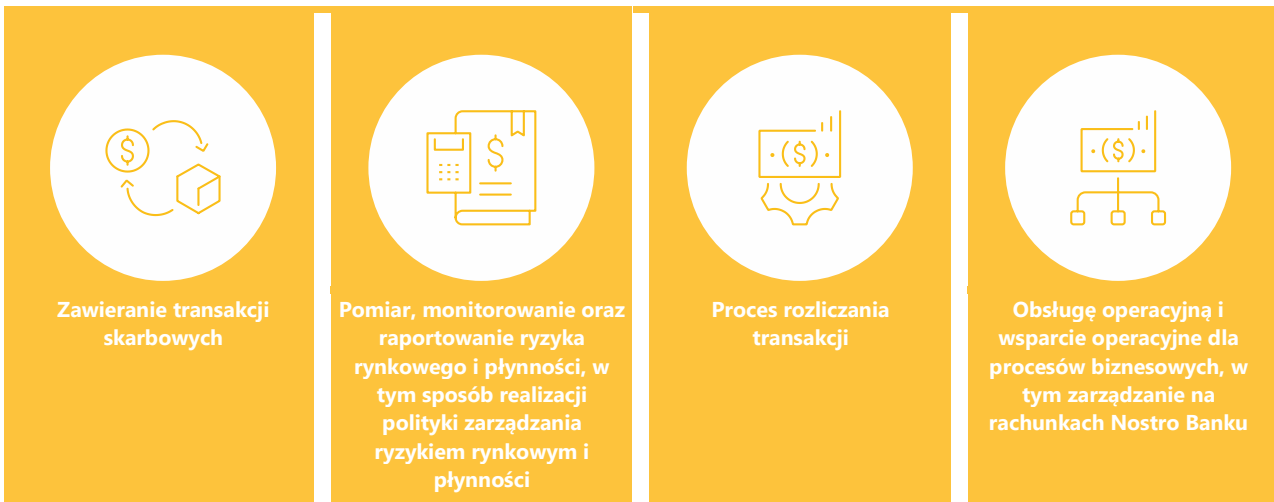 Zawieranie transakcji
skarbowych
Pomiar, monitorowanie oraz
raportowanie ryzyka
rynkowego i płynności, w
tym sposób realizacji
polityki zarządzania
ryzykiem rynkowym i
płynności
Proces rozliczania
transakcji
Obsługę operacyjną i
wsparcie operacyjne dla
procesów biznesowych, w
tym zarządzanie na
rachunkach Nostro Banku